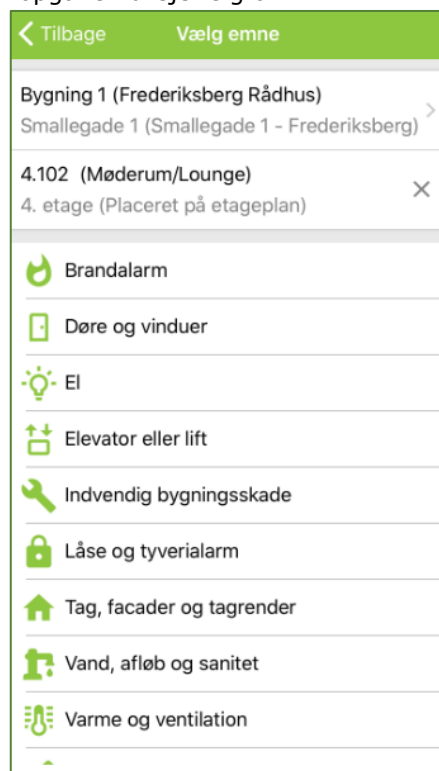 Tilbage
Vælg emne
Bygning 1 (Frederiksberg Rådhus)
Smallegade 1 (Smallegade 1 - Frederiksberg)
4.102 (Møderum/Lounge)
4. etage (Placeret på etageplan)
Brandalarm
Døre og vinduer
El
Elevator eller lift
Indvendig bygningsskade
Låse og tyverialarm
Tag, facader og tagrender
Vand, afløb og sanitet
Varme og ventilation